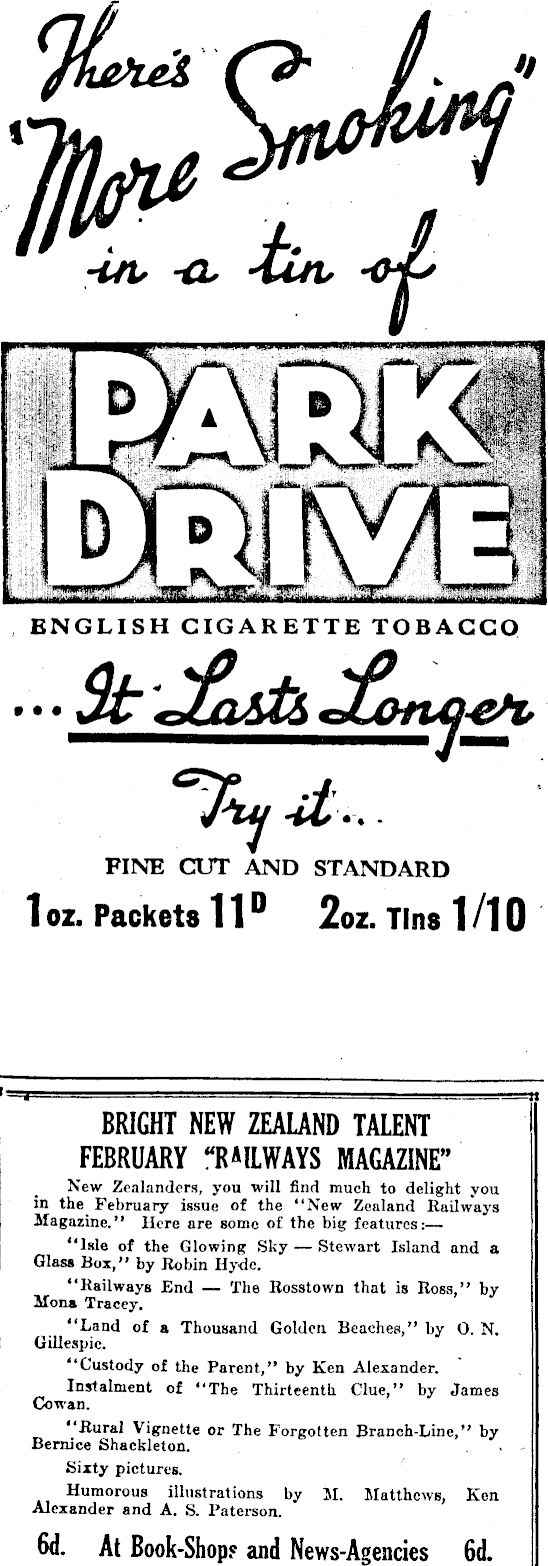 There's
"More Smoking"
in a tin of
PARK
DRIVE
ENGLISH CIGARETTE TOBACCO
...It Lasts Longer
Try it...
FINE CUT AND STANDARD
1oz. Packets 11D 2oz. Tins 1/10
BRIGHT NEW ZEALAND TALENT
FEBRUARY "RAILWAYS MAGAZINE"
New Zealanders, you will find much to delight you
in the February issue of the "New Zealand Railways
Magazine." Here are some of the big features:—
"Isle of the Glowing Sky — Stewart Island and a
Glass Box," by Robin Hyde.
"Railways End — The Rosstown that is Ross," by
Mona Tracey.
"Land of a Thousand Golden Beaches," by O. N.
Gillespie.
"Custody of the Parent," by Ken Alexander.
Instalment of "The Thirteenth Clue," by James
Cowan.
"Rural Vignette or The Forgotten Branch-Line," by
Bernice Shackleton.
Sixty pictures.
Humorous illustrations by M. Matthews, Ken
Alexander and A. S. Paterson.
6d. At Book-Shops and News-Agencies 6d.